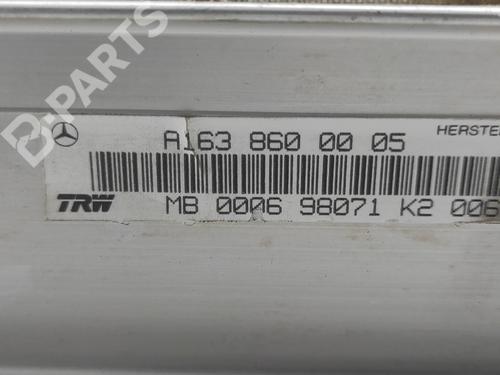 B-PARTS
A163 860 00 05
HERSTE
TRW
MB 0006 98071 K2 006